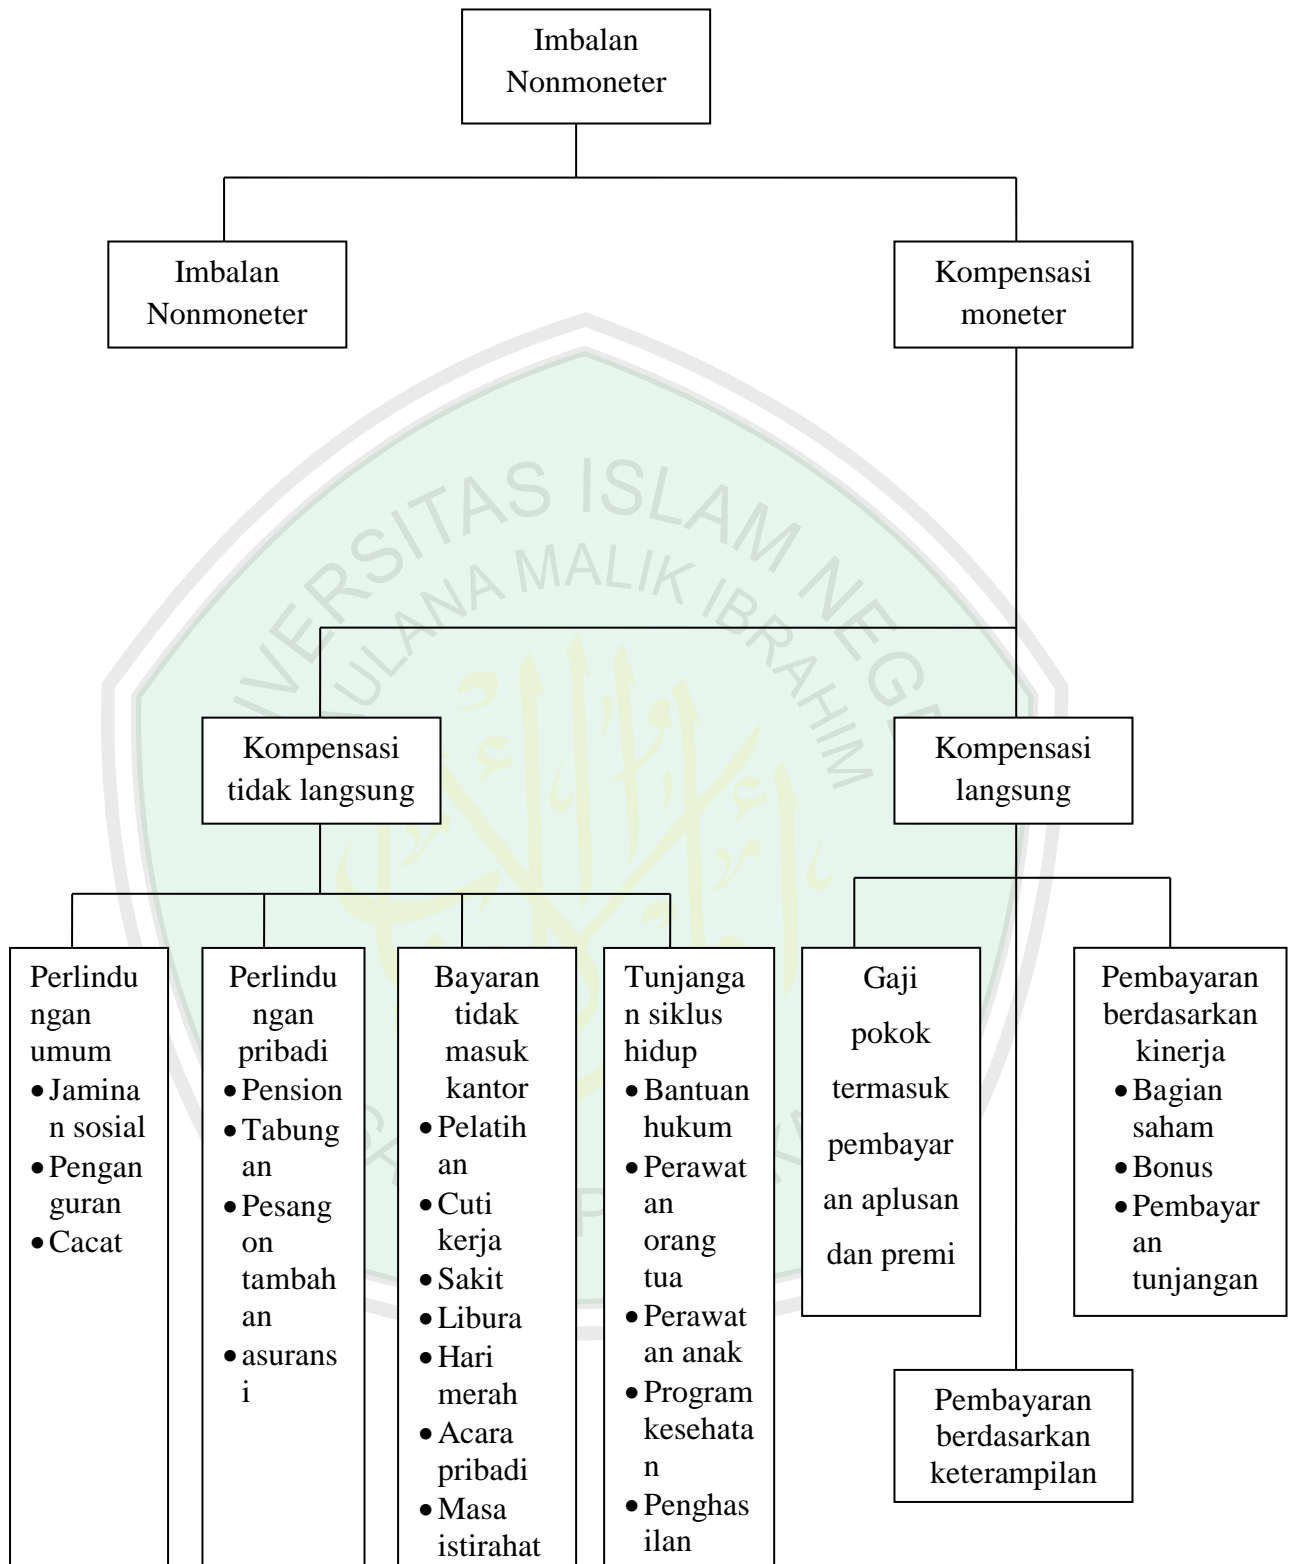 Imbalan
Nonmoneter
Imbalan
Nonmoneter
Kompensasi
moneter
UNIVERSITAS ISLAM NEGERI
MAULANA MALIK IBRAHIM
Kompensasi
tidak langsung
Kompensasi
langsung
Perlindu
ngan
umum
• Jamina
n sosial
• Pengan
guran
• Cacat
Perlindu
ngan
pribadi
• Pension
• Tabung
an
• Pesang
on
tambah
an
• asurans
i
Bayaran
tidak
masuk
kantor
• Pelatih
an
• Cuti
kerja
• Sakit
• Libura
• Hari
merah
• Acara
pribadi
• Masa
istirahat
Tunjanga
n siklus
hidup
• Bantuan
hukum
• Perawat
an
orang
tua
• Perawat
an anak
• Program
kesehata
n
• Penghas
ilan
Gaji
pokok
termasuk
pembayar
an aplusan
dan premi
Pembayaran
berdasarkan
kinerja
• Bagian
saham
• Bonus
• Pembayar
an
tunjangan
Pembayaran
berdasarkan
keterampilan